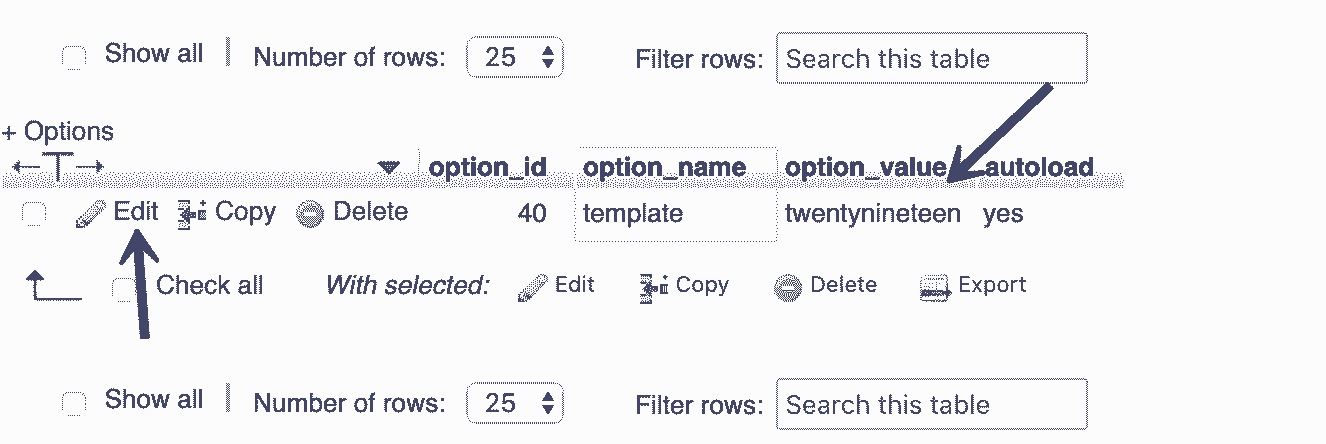 Show all | Number of rows: 25 Filter rows: Search this table
+ Options
←T→ option_id option_name option_value autoload
Edit Copy Delete 40 template twentynineteen yes
Check all With selected: Edit Copy Delete Export
Show all | Number of rows: 25 Filter rows: Search this table